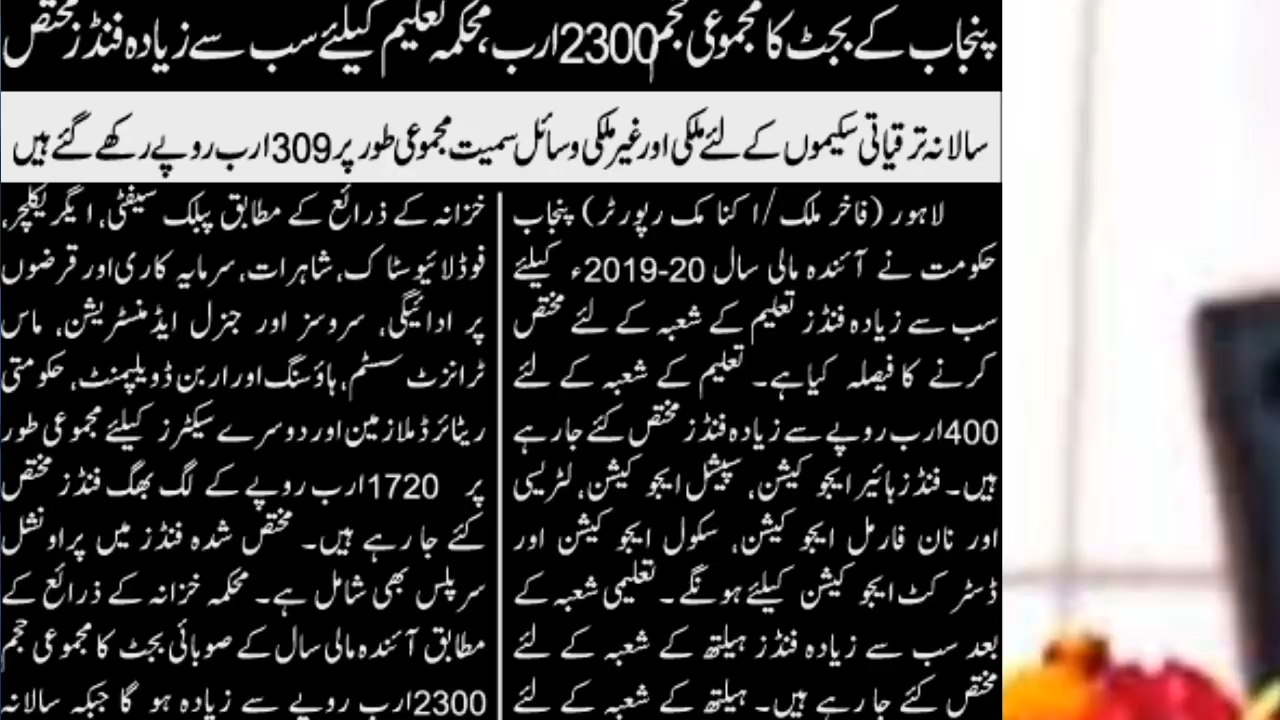 پنجاب کے بجٹ کا مجموعی حجم 2300 ارب، محکمہ تعلیم کیلئے سب سے زیادہ فنڈز مختص
سالانہ ترقیاتی سکیموں کے لئے ملکی اور غیر ملکی وسائل سمیت مجموعی طور پر 309 ارب روپے رکھے گئے ہیں
لاہور (فاخر ملک/اکنامک رپورٹر) پنجاب
حکومت نے آئندہ مالی سال 20-2019ء کیلئے
سب سے زیادہ فنڈز تعلیم کے شعبہ کے لئے مختص
کرنے کا فیصلہ کیا ہے۔ تعلیم کے شعبہ کے لئے
400 ارب روپے سے زیادہ فنڈز مختص کئے جا رہے
ہیں۔ فنڈز ہائیر ایجوکیشن، سپیشل ایجوکیشن، لٹریسی
اور نان فارمل ایجوکیشن، سکول ایجوکیشن اور
ڈسٹرکٹ ایجوکیشن کیلئے ہونگے۔ تعلیمی شعبہ کے
بعد سب سے زیادہ فنڈز ہیلتھ کے شعبہ کے لئے
مختص کئے جا رہے ہیں۔ ہیلتھ کے شعبہ کے لئے
خزانہ کے ذرائع کے مطابق پبلک سیفٹی، ایگریکلچر،
فوڈ لائیوسٹاک، شاہرات، سرمایہ کاری اور قرضوں
پر ادائیگی، سروسز اور جنرل ایڈمنسٹریشن، ماس
ٹرانزٹ سسٹم، ہاؤسنگ اور اربن ڈویلپمنٹ، حکومتی
ریٹائرڈ ملازمین اور دوسرے سیکٹرز کیلئے مجموعی طور
پر 1720 ارب روپے کے لگ بھگ فنڈز مختص
کئے جا رہے ہیں۔ مختص شدہ فنڈز میں پراونشل
سرپلس بھی شامل ہے۔ محکمہ خزانہ کے ذرائع کے
مطابق آئندہ مالی سال کے صوبائی بجٹ کا مجموعی حجم
2300 ارب روپے سے زیادہ ہو گا جبکہ سالانہ